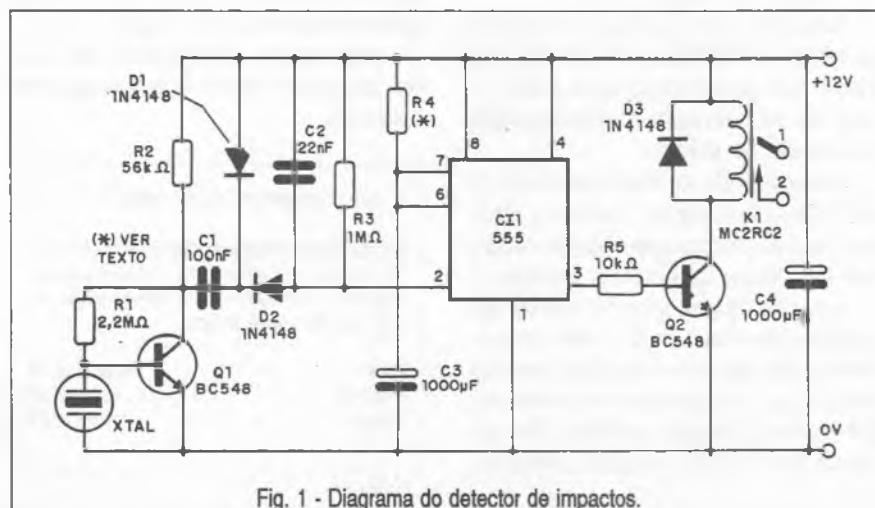 D1
1N4148
R2
56kΩ
C2
22nF
R4
(*)
R3
1MΩ
(*) VER
TEXTO
C1
100nF
D2
1N4148
R1
2,2MΩ
Q1
BC548
XTAL
C3
1000µF
7
6
8
4
2
3
1
CI1
555
R5
10kΩ
D3
1N4148
1
2
K1
MC2RC2
Q2
BC548
C4
1000µF
+12V
0V
Fig. 1 - Diagrama do detector de impactos.